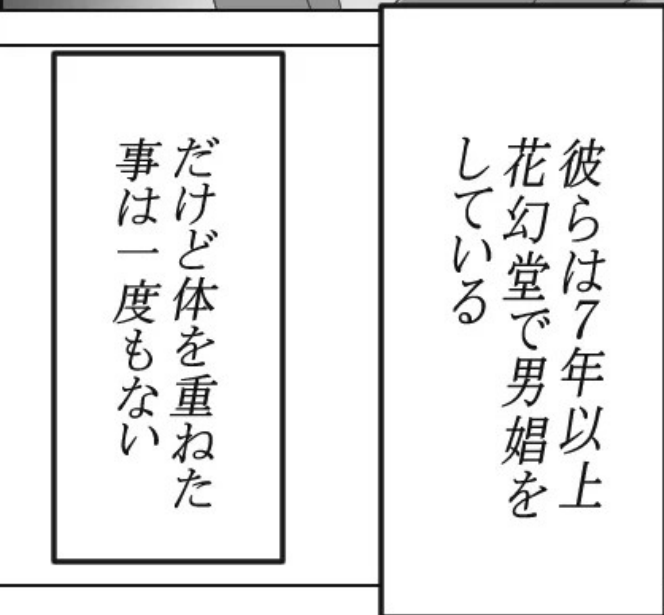 彼らは7年以上
花幻堂で男娼を
している
だけど体を重ねた
事は一度もない